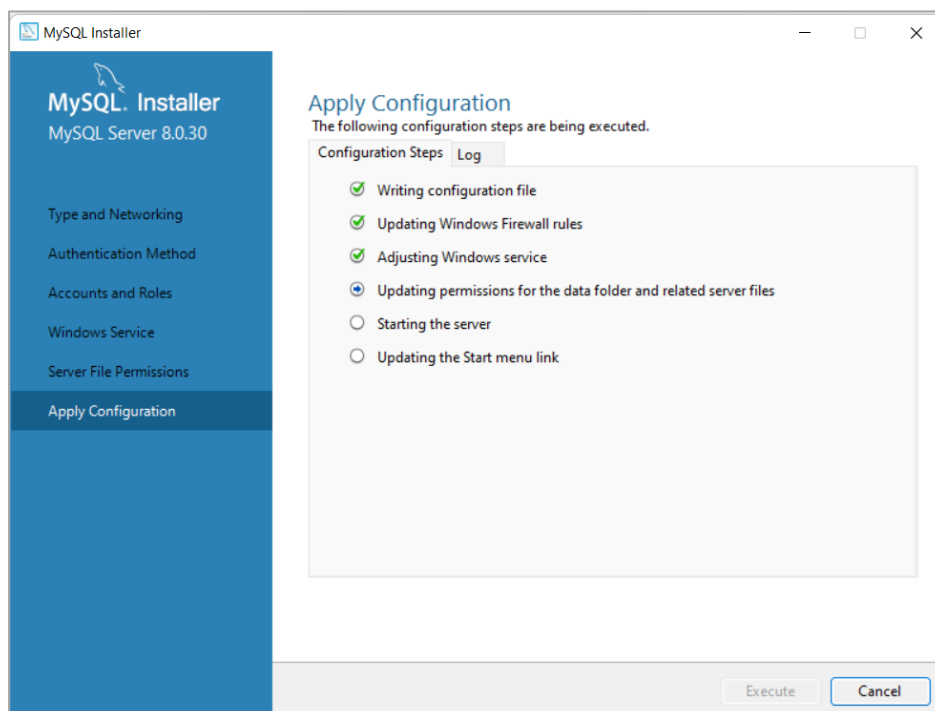 MySQL Installer
MySQL. Installer
MySQL Server 8.0.30
Type and Networking
Authentication Method
Accounts and Roles
Windows Service
Server File Permissions
Apply Configuration
Apply Configuration
The following configuration steps are being executed.
Configuration Steps Log
Writing configuration file
Updating Windows Firewall rules
Adjusting Windows service
Updating permissions for the data folder and related server files
Starting the server
Updating the Start menu link
Execute Cancel